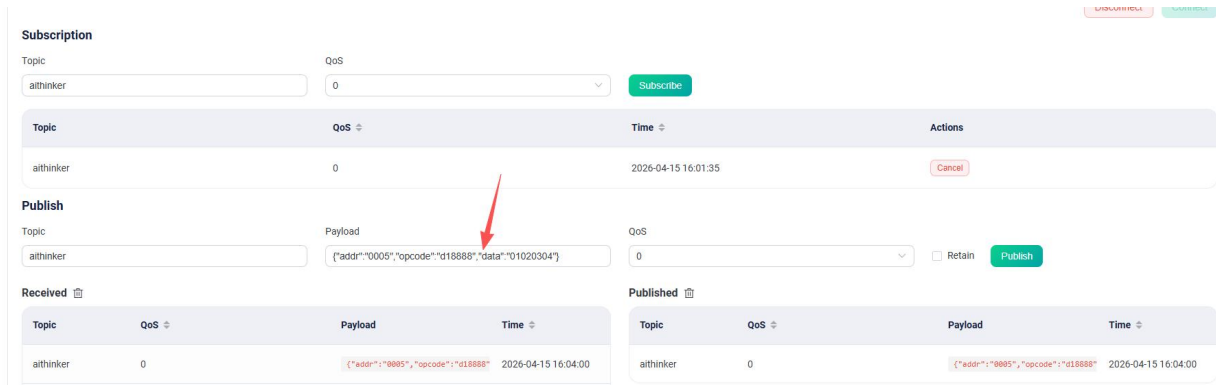 Disconnect Connect
Subscription
Topic QoS
aithinker 0 Subscribe
Topic QoS Time Actions
aithinker 0 2026-04-15 16:01:35 Cancel
Publish
Topic Payload QoS
aithinker {"addr":"0005","opcode":"d18888","data":"01020304"} 0 Retain Publish
Received Published
Topic QoS Payload Time Topic QoS Payload Time
aithinker 0 {"addr":"0005","opcode":"d18888" 2026-04-15 16:04:00 aithinker 0 {"addr":"0005","opcode":"d18888" 2026-04-15 16:04:00